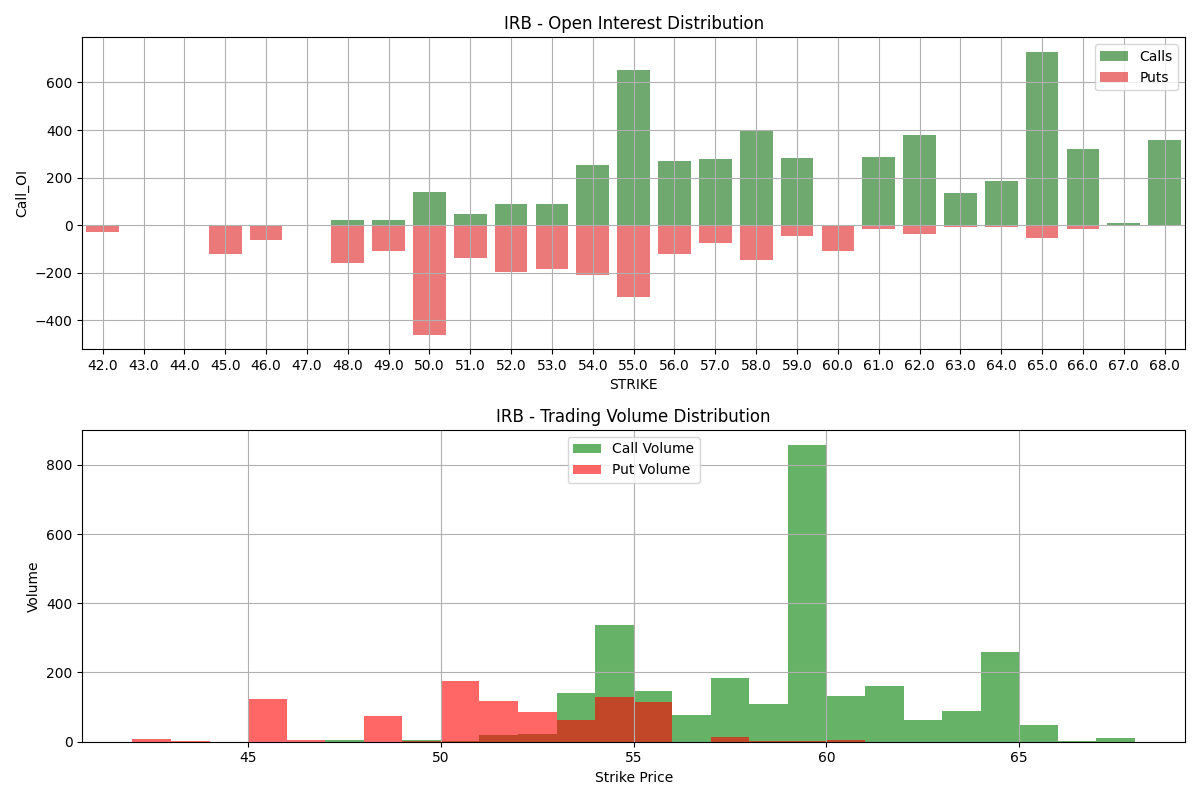 IRB - Open Interest Distribution
Calls
Puts
Call_OI
600
400
200
0
−200
−400
42.0 43.0 44.0 45.0 46.0 47.0 48.0 49.0 50.0 51.0 52.0 53.0 54.0 55.0 56.0 57.0 58.0 59.0 60.0 61.0 62.0 63.0 64.0 65.0 66.0 67.0 68.0
STRIKE
IRB - Trading Volume Distribution
Call Volume
Put Volume
Volume
800
600
400
200
0
45 50 55 60 65
Strike Price